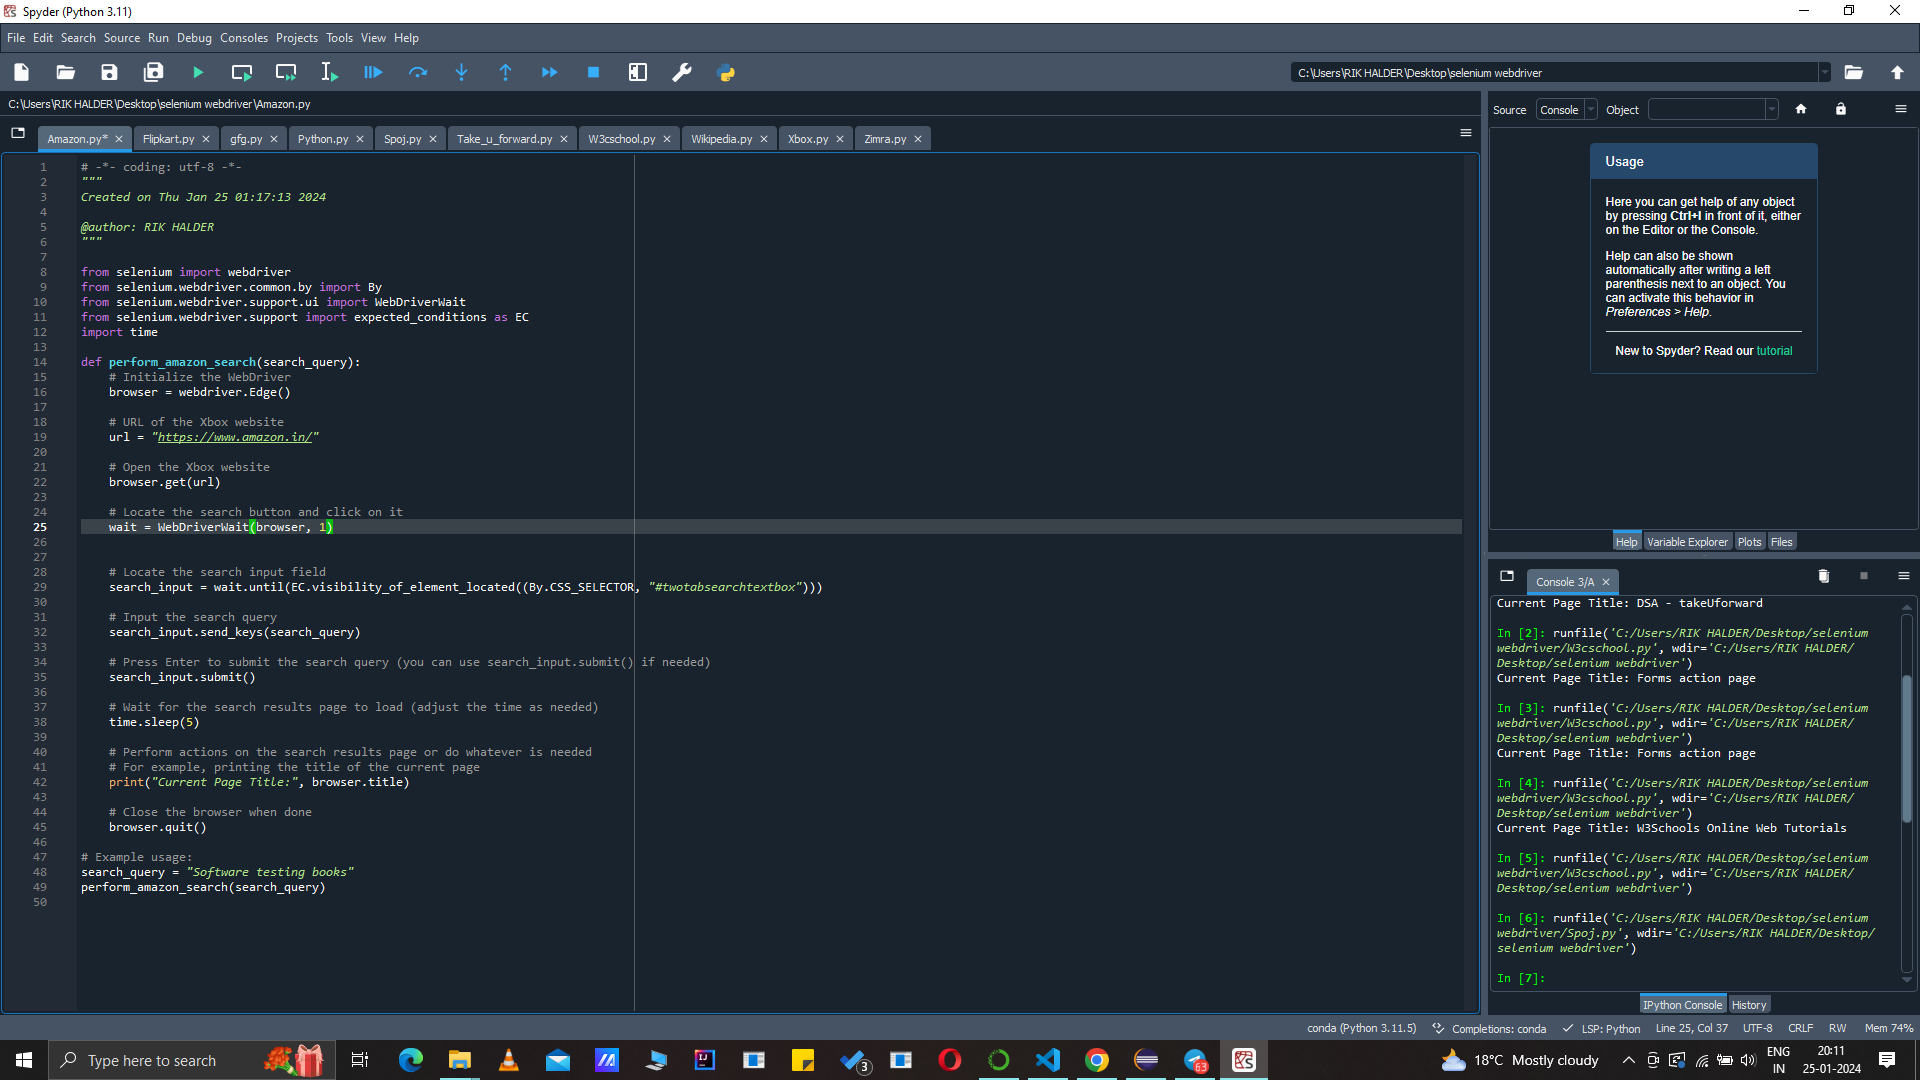 Spyder (Python 3.11)
File Edit Search Source Run Debug Consoles Projects Tools View Help
C:\Users\RIK HALDER\Desktop\selenium webdriver
C:\Users\RIK HALDER\Desktop\selenium webdriver\Amazon.py
Amazon.py* Flipkart.py gfg.py Python.py Spoj.py Take_u_forward.py W3cschool.py Wikipedia.py Xbox.py Zimra.py
1 # -*- coding: utf-8 -*-
2 """
3 Created on Thu Jan 25 01:17:13 2024
4
5 @author: RIK HALDER
6 """
7
8 from selenium import webdriver
9 from selenium.webdriver.common.by import By
10 from selenium.webdriver.support.ui import WebDriverWait
11 from selenium.webdriver.support import expected_conditions as EC
12 import time
13
14 def perform_amazon_search(search_query):
15 # Initialize the WebDriver
16 browser = webdriver.Edge()
17
18 # URL of the Xbox website
19 url = "https://www.amazon.in/"
20
21 # Open the Xbox website
22 browser.get(url)
23
24 # Locate the search button and click on it
25 wait = WebDriverWait(browser, 1)
26
27
28 # Locate the search input field
29 search_input = wait.until(EC.visibility_of_element_located((By.CSS_SELECTOR, "#twotabsearchtextbox")))
30
31 # Input the search query
32 search_input.send_keys(search_query)
33
34 # Press Enter to submit the search query (you can use search_input.submit() if needed)
35 search_input.submit()
36
37 # Wait for the search results page to load (adjust the time as needed)
38 time.sleep(5)
39
40 # Perform actions on the search results page or do whatever is needed
41 # For example, printing the title of the current page
42 print("Current Page Title:", browser.title)
43
44 # Close the browser when done
45 browser.quit()
46
47 # Example usage:
48 search_query = "Software testing books"
49 perform_amazon_search(search_query)
50
Source Console Object
Usage
Here you can get help of any object
by pressing Ctrl+I in front of it, either
on the Editor or the Console.
Help can also be shown
automatically after writing a left
parenthesis next to an object. You
can activate this behavior in
Preferences > Help.
New to Spyder? Read our tutorial
Help Variable Explorer Plots Files
Console 3/A
Current Page Title: DSA - takeUforward
In [2]: runfile('C:/Users/RIK HALDER/Desktop/selenium
webdriver/W3cschool.py', wdir='C:/Users/RIK HALDER/
Desktop/selenium webdriver')
Current Page Title: Forms action page
In [3]: runfile('C:/Users/RIK HALDER/Desktop/selenium
webdriver/W3cschool.py', wdir='C:/Users/RIK HALDER/
Desktop/selenium webdriver')
Current Page Title: Forms action page
In [4]: runfile('C:/Users/RIK HALDER/Desktop/selenium
webdriver/W3cschool.py', wdir='C:/Users/RIK HALDER/
Desktop/selenium webdriver')
Current Page Title: W3Schools Online Web Tutorials
In [5]: runfile('C:/Users/RIK HALDER/Desktop/selenium
webdriver/W3cschool.py', wdir='C:/Users/RIK HALDER/
Desktop/selenium webdriver')
In [6]: runfile('C:/Users/RIK HALDER/Desktop/selenium
webdriver/Spoj.py', wdir='C:/Users/RIK HALDER/Desktop/
selenium webdriver')
In [7]:
IPython Console History
conda (Python 3.11.5) Completions: conda LSP: Python Line 25, Col 37 UTF-8 CRLF RW Mem 74%
Type here to search 3 63 18°C Mostly cloudy ENG IN 20:11 25-01-2024